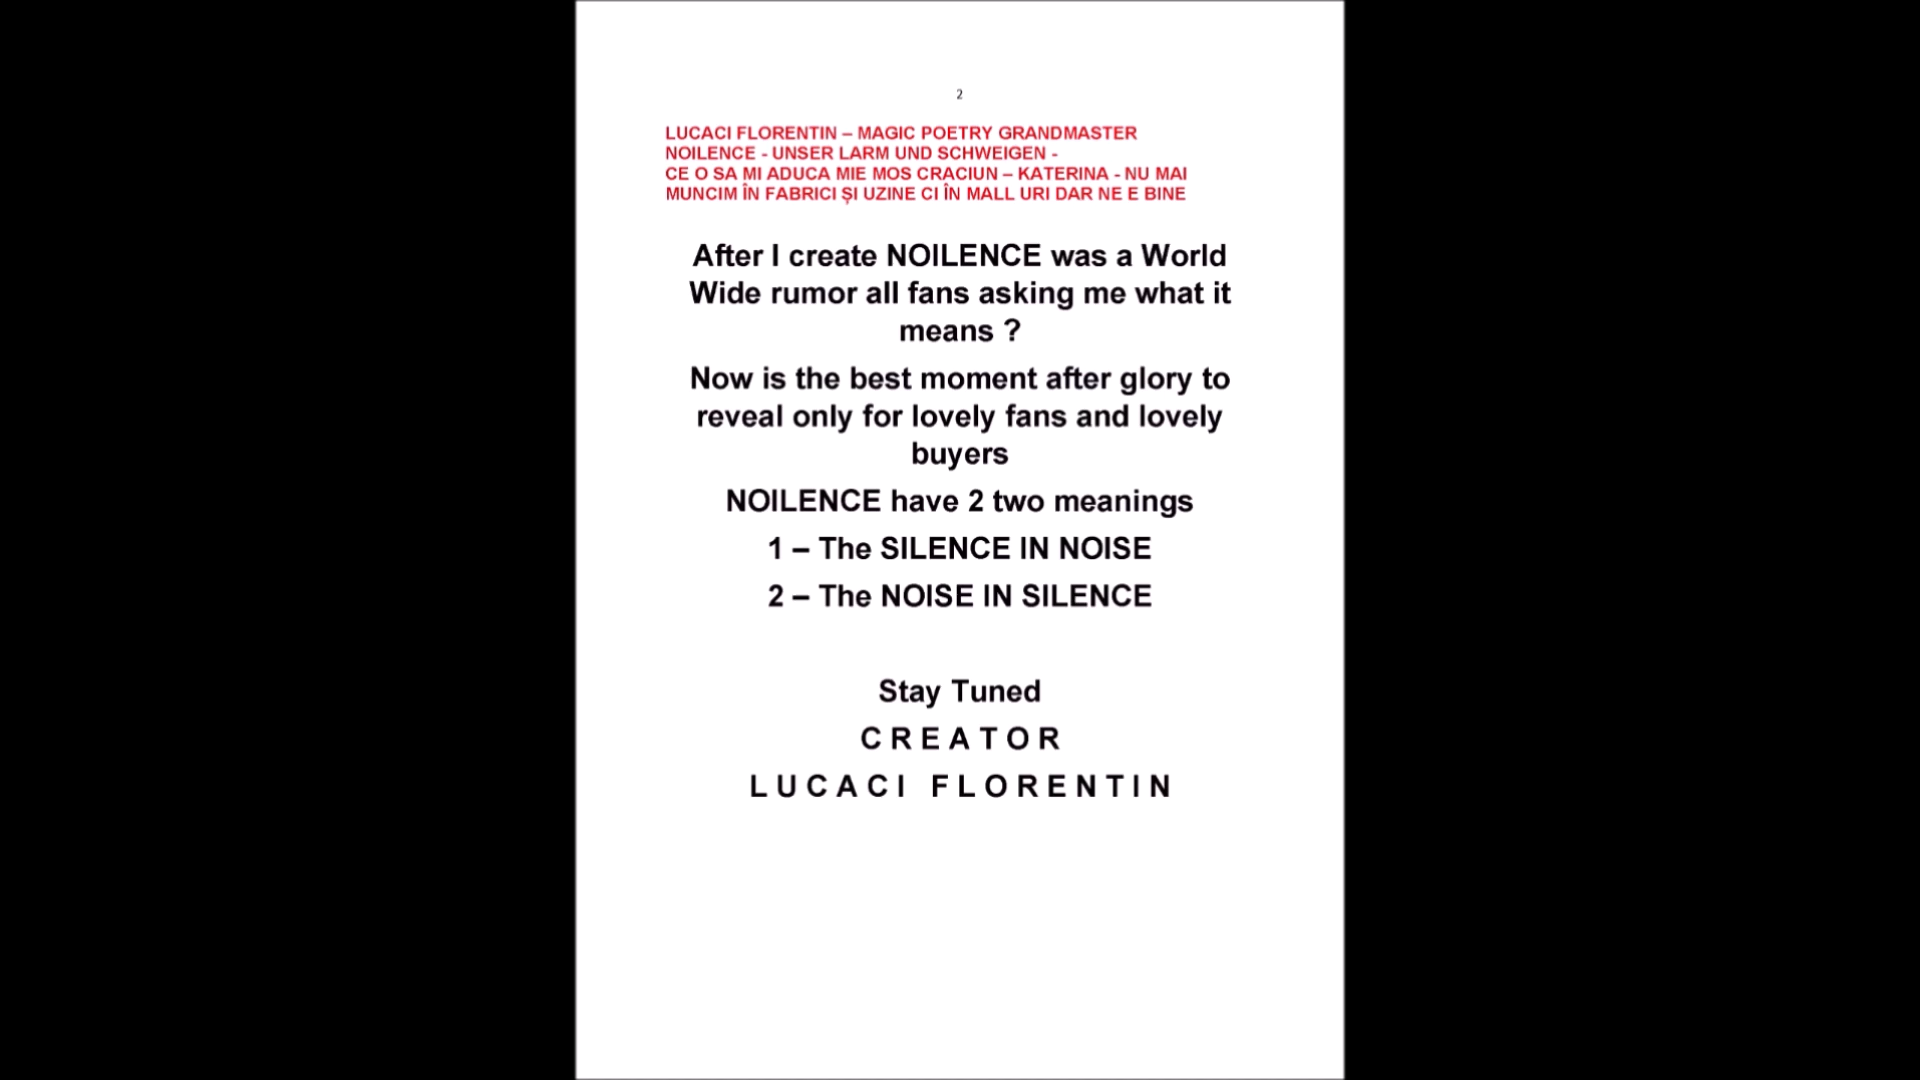 2
LUCACI FLORENTIN – MAGIC POETRY GRANDMASTER
NOILENCE - UNSER LARM UND SCHWEIGEN -
CE O SA MI ADUCA MIE MOS CRACIUN – KATERINA - NU MAI
MUNCIM ÎN FABRICI ȘI UZINE CI ÎN MALL URI DAR NE E BINE
After I create NOILENCE was a World
Wide rumor all fans asking me what it
means ?
Now is the best moment after glory to
reveal only for lovely fans and lovely
buyers
NOILENCE have 2 two meanings
1 – The SILENCE IN NOISE
2 – The NOISE IN SILENCE
Stay Tuned
C R E A T O R
L U C A C I  F L O R E N T I N